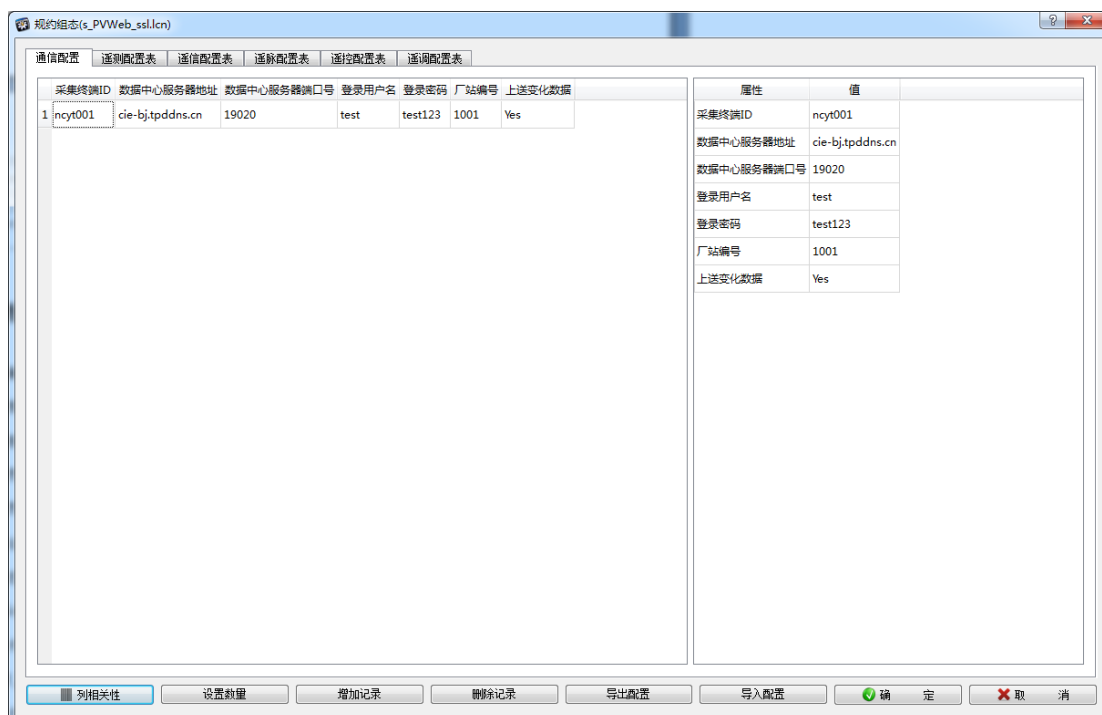 规约组态(s_PVWeb_ssl.lcn)
通信配置 遥测配置表 遥信配置表 遥脉配置表 遥控配置表 遥调配置表
采集终端ID 数据中心服务器地址 数据中心服务器端口号 登录用户名 登录密码 厂站编号 上送变化数据
1 ncyt001 cie-bj.tpddns.cn 19020 test test123 1001 Yes
属性 值
采集终端ID ncyt001
数据中心服务器地址 cie-bj.tpddns.cn
数据中心服务器端口号 19020
登录用户名 test
登录密码 test123
厂站编号 1001
上送变化数据 Yes
列相关性 设置数量 增加记录 删除记录 导出配置 导入配置 确 定 取 消